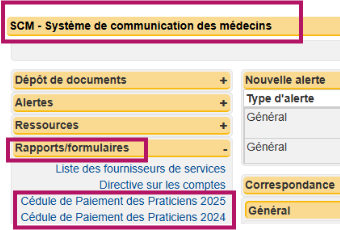 SCM - Système de communication des médecins
Dépôt de documents +
Alertes +
Ressources +
Rapports/formulaires -
Liste des fournisseurs de services
Directive sur les comptes
Cédule de Paiement des Praticiens 2025
Cédule de Paiement des Praticiens 2024
Nouvelle alerte
Type d'alerte
Général
Général
Correspondance
Général